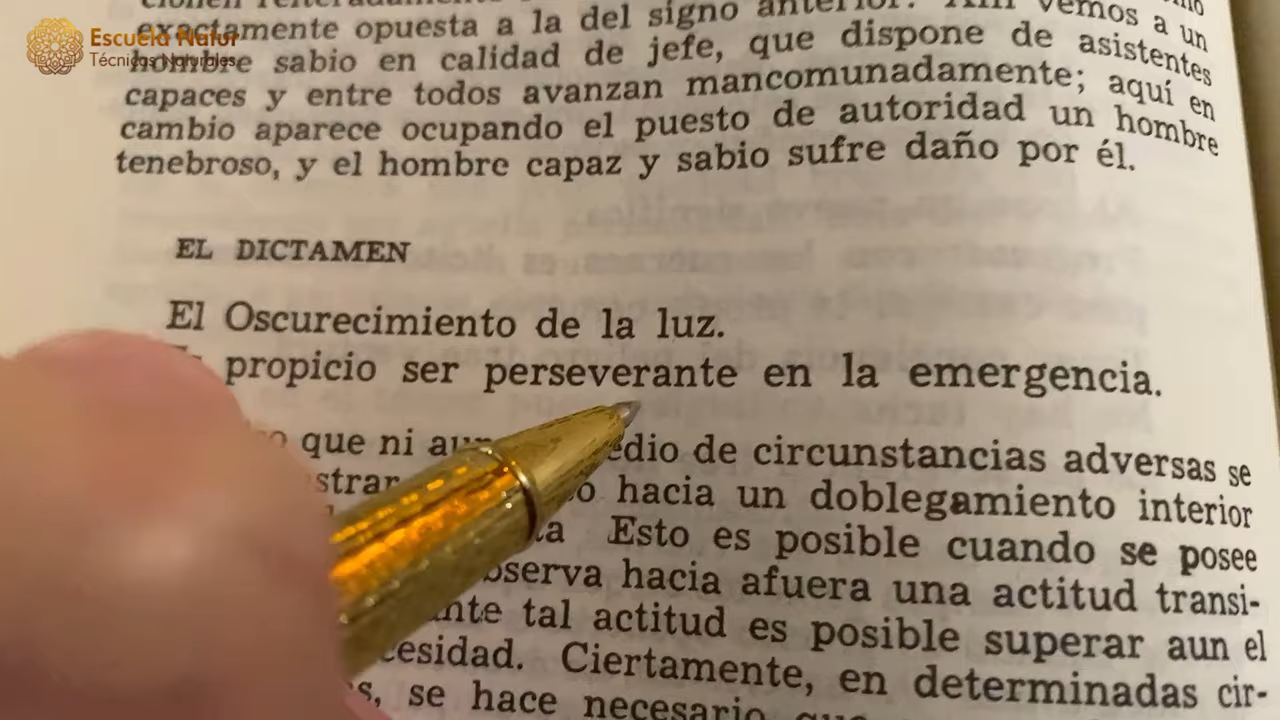 Escuela Natur
Técnicas Naturales
exactamente opuesta a la del signo anterior. Allí vemos a un
hombre sabio en calidad de jefe, que dispone de asistentes
capaces y entre todos avanzan mancomunadamente; aquí en
cambio aparece ocupando el puesto de autoridad un hombre
tenebroso, y el hombre capaz y sabio sufre daño por él.
EL DICTAMEN
El Oscurecimiento de la luz.
propicio ser perseverante en la emergencia.
que ni de circunstancias adversas se
hacia un doblegamiento interior
Esto es posible cuando se posee
hacia afuera una actitud transi-
tal actitud es posible superar aun el
Ciertamente, en determinadas cir-
se hace necesario que